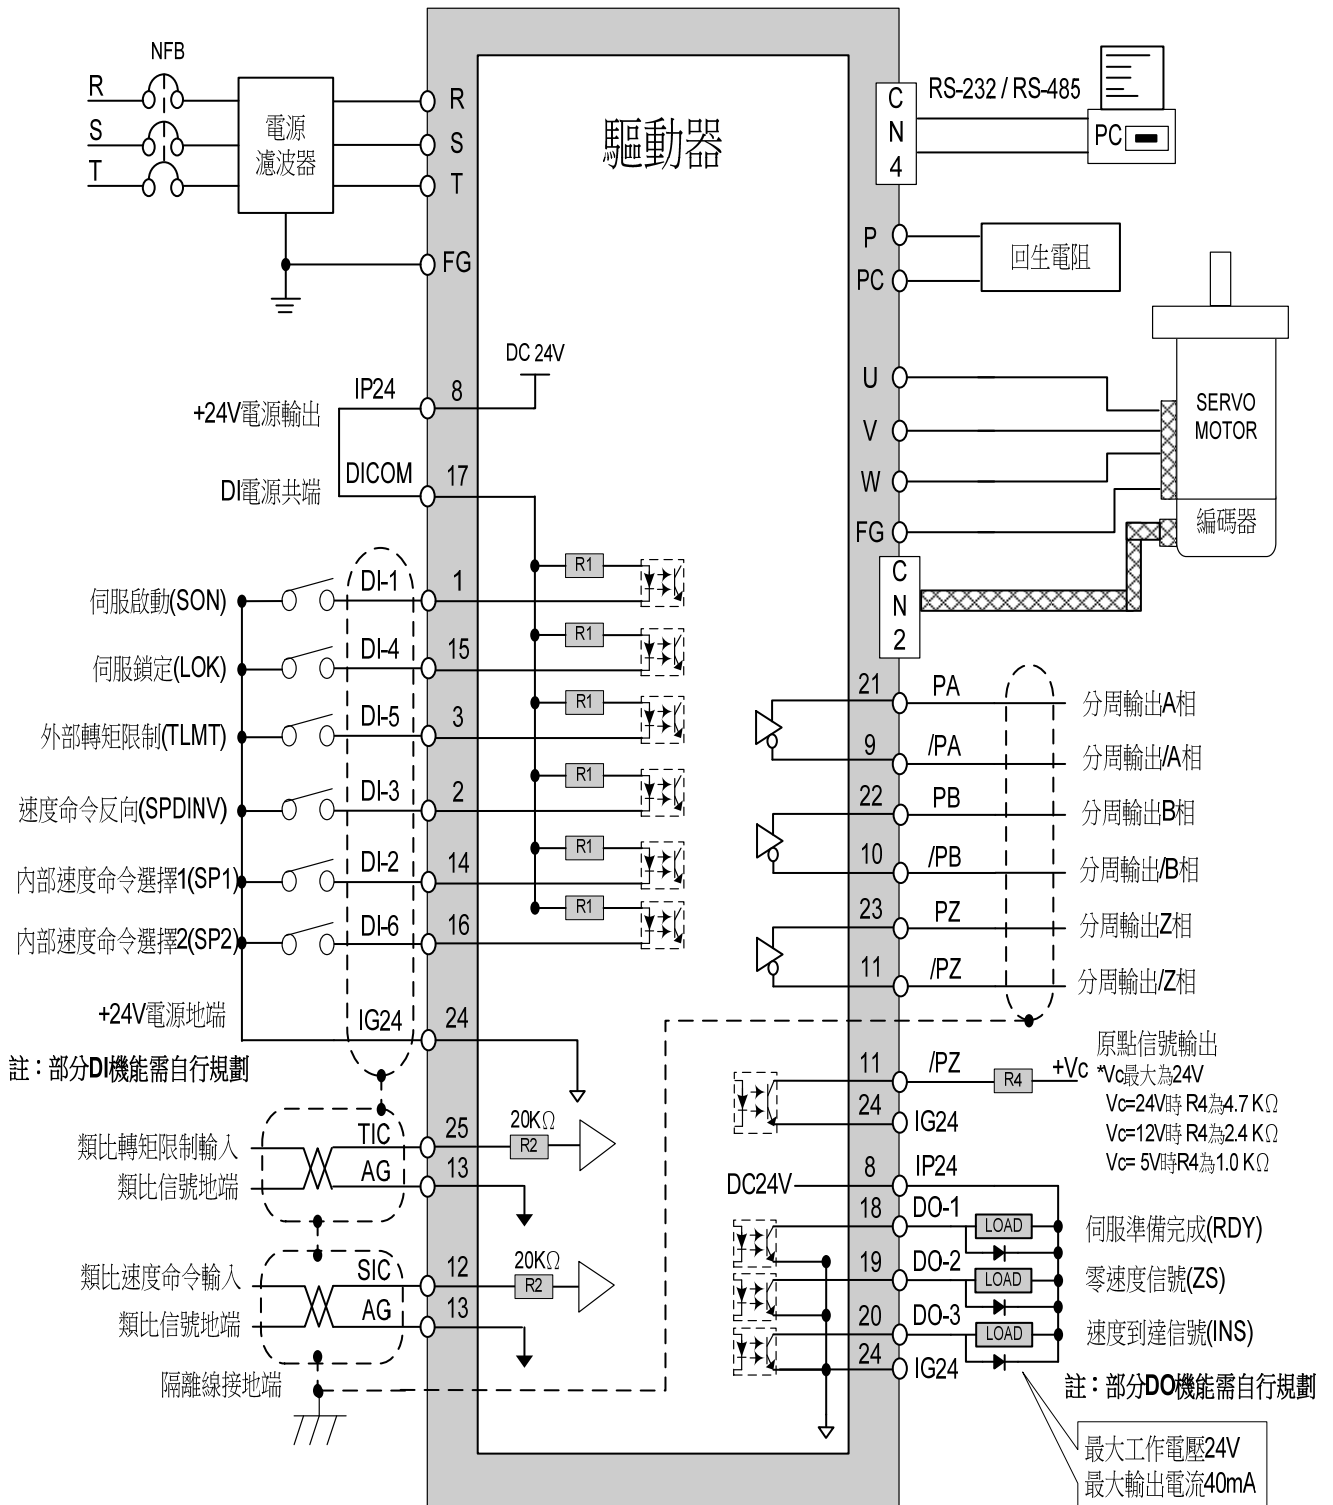 NFB
R
S
T
電源
濾波器
R
S
T
FG
驅動器
C
N
4
RS-232 / RS-485
PC
P
PC
回生電阻
U
V
W
FG
SERVO
MOTOR
編碼器
C
N
2
DC 24V
+24V電源輸出
IP24
8
DI電源共端
DICOM
17
伺服啟動(SON)
DI-1
1
R1
伺服鎖定(LOK)
DI-4
15
R1
外部轉矩限制(TLMT)
DI-5
3
R1
速度命令反向(SPDINV)
DI-3
2
R1
內部速度命令選擇1(SP1)
DI-2
14
R1
內部速度命令選擇2(SP2)
DI-6
16
R1
+24V電源地端
IG24
24
註：部分DI機能需自行規劃
類比轉矩限制輸入
TIC
25
20KΩ
R2
類比信號地端
AG
13
類比速度命令輸入
SIC
12
20KΩ
R2
類比信號地端
AG
13
隔離線接地端
21
PA
分周輸出A相
9
/PA
分周輸出/A相
22
PB
分周輸出B相
10
/PB
分周輸出/B相
23
PZ
分周輸出Z相
11
/PZ
分周輸出/Z相
11
/PZ
R4
+Vc
24
IG24
原點信號輸出
*Vc最大為24V
Vc=24V時 R4為4.7 KΩ
Vc=12V時 R4為2.4 KΩ
Vc= 5V時R4為1.0 KΩ
DC24V
8
IP24
18
DO-1
LOAD
伺服準備完成(RDY)
19
DO-2
LOAD
零速度信號(ZS)
20
DO-3
LOAD
速度到達信號(INS)
24
IG24
註：部分DO機能需自行規劃
最大工作電壓24V
最大輸出電流40mA